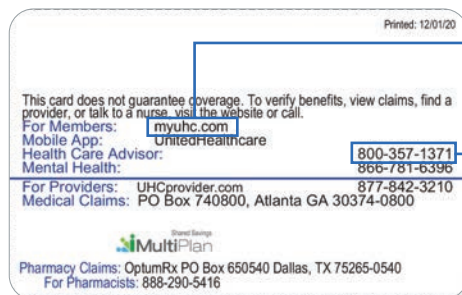 Printed: 12/01/20
This card does not guarantee coverage. To verify benefits, view claims, find a
provider, or talk to a nurse, visit the website or call.
For Members: myuhc.com
Mobile App: UnitedHealthcare
Health Care Advisor: 800-357-1371
Mental Health: 866-781-6396
For Providers: UHCprovider.com 877-842-3210
Medical Claims: PO Box 740800, Atlanta GA 30374-0800
Shared Savings
MultiPlan
Pharmacy Claims: OptumRx PO Box 650540 Dallas, TX 75265-0540
For Pharmacists: 888-290-5416